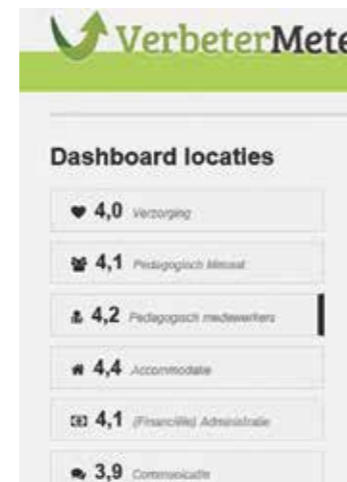 VerbeterMete
Dashboard locaties
4,0 Verzorging
4,1 Pedagogisch klimaat
4,2 Pedagogisch medewerkers
4,4 Accommodatie
4,1 (Financiële) Administratie
3,9 Communicatie